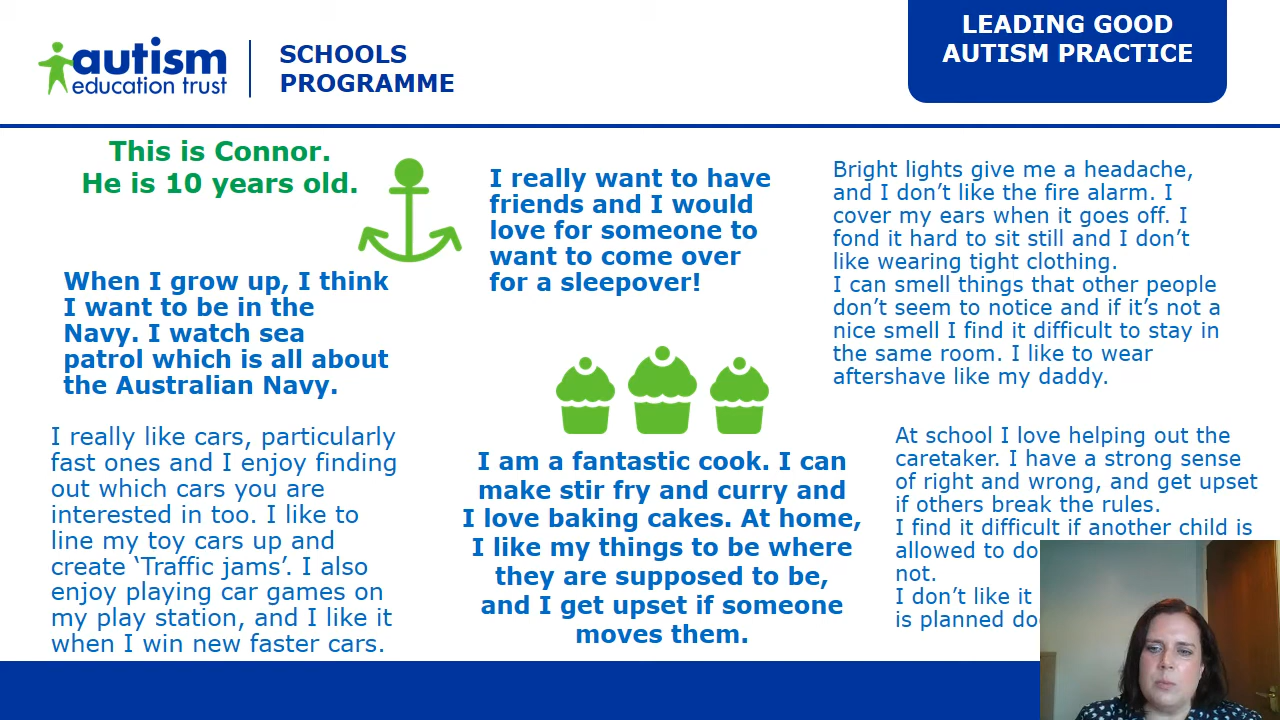 autism
education trust
SCHOOLS
PROGRAMME
LEADING GOOD
AUTISM PRACTICE
This is Connor.
He is 10 years old.
When I grow up, I think
I want to be in the
Navy. I watch sea
patrol which is all about
the Australian Navy.
I really like cars, particularly
fast ones and I enjoy finding
out which cars you are
interested in too. I like to
line my toy cars up and
create ‘Traffic jams’. I also
enjoy playing car games on
my play station, and I like it
when I win new faster cars.
I really want to have
friends and I would
love for someone to
want to come over
for a sleepover!
I am a fantastic cook. I can
make stir fry and curry and
I love baking cakes. At home,
I like my things to be where
they are supposed to be,
and I get upset if someone
moves them.
Bright lights give me a headache,
and I don’t like the fire alarm. I
cover my ears when it goes off. I
fond it hard to sit still and I don’t
like wearing tight clothing.
I can smell things that other people
don’t seem to notice and if it’s not a
nice smell I find it difficult to stay in
the same room. I like to wear
aftershave like my daddy.
At school I love helping out the
caretaker. I have a strong sense
of right and wrong, and get upset
if others break the rules.
I find it difficult if another child is
allowed to do
not.
I don’t like it
is planned